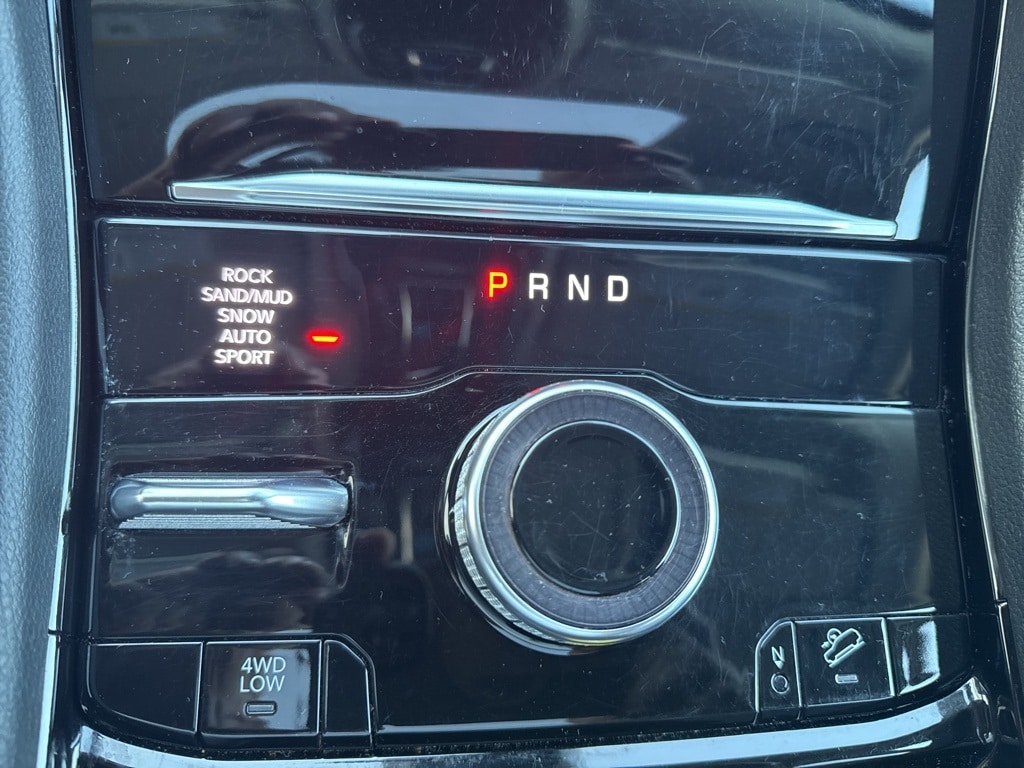 ROCK
SAND/MUD
SNOW
AUTO
SPORT
P R N D
4WD
LOW
N